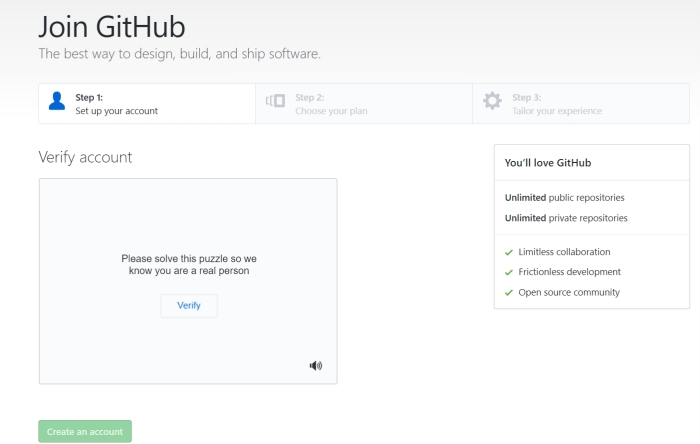 Join GitHub
The best way to design, build, and ship software.
Step 1:
Set up your account
Step 2:
Choose your plan
Step 3:
Tailor your experience
Verify account
Please solve this puzzle so we
know you are a real person
Verify
Create an account
You'll love GitHub
Unlimited public repositories
Unlimited private repositories
Limitless collaboration
Frictionless development
Open source community